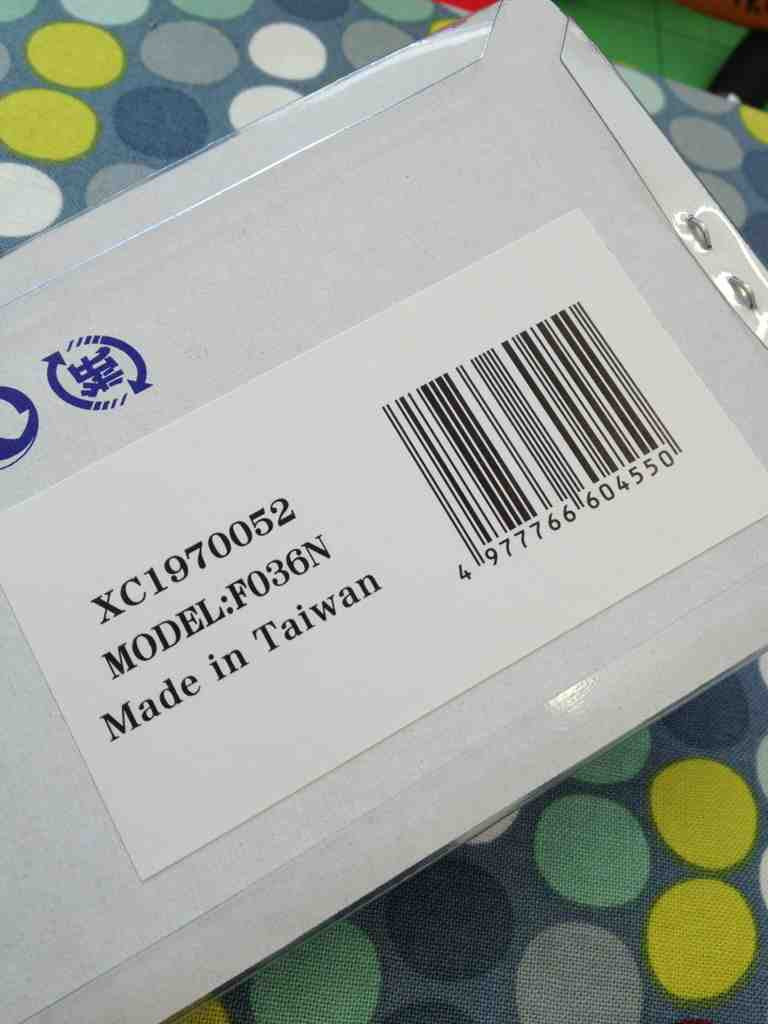 XC1970052
MODEL:F036N
Made in Taiwan
4 977766 604550